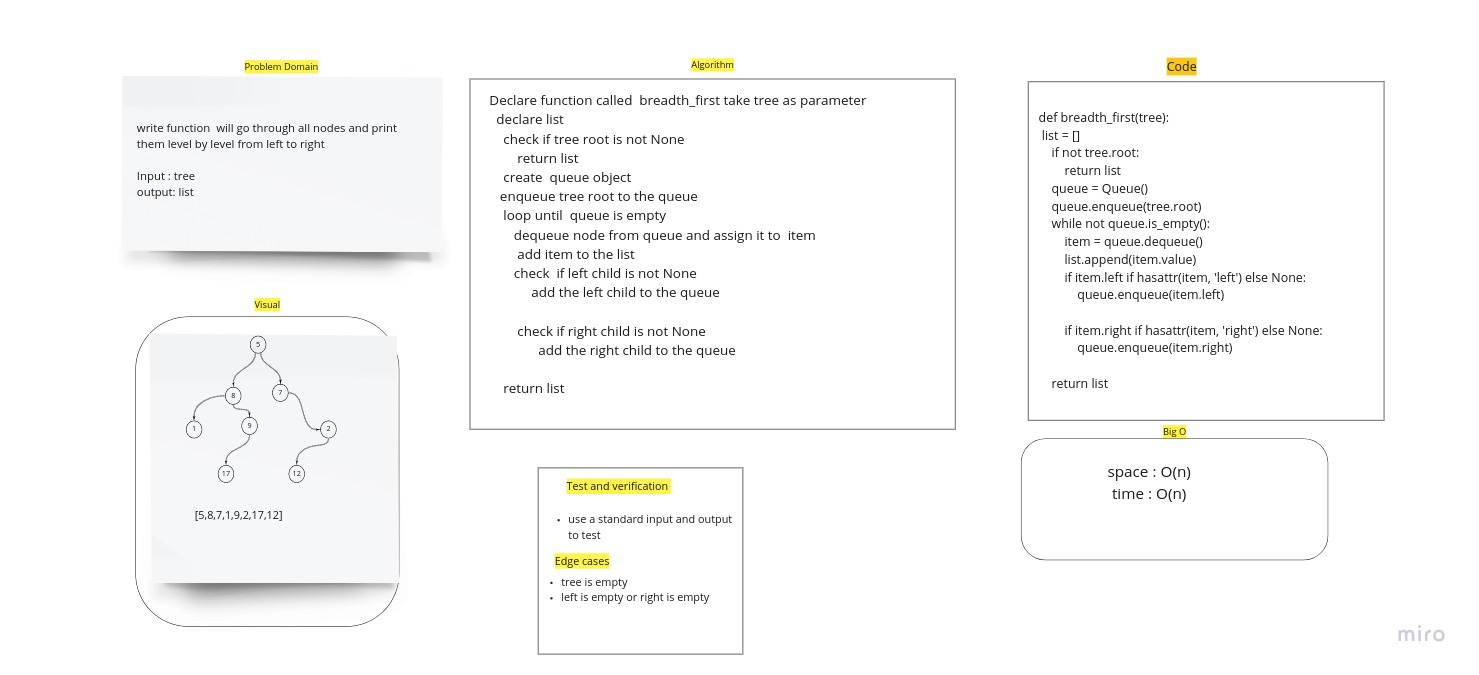 Problem Domain
write function  will go through all nodes and print
them level by level from left to right
Input : tree
output: list
Visual
5
8
7
1
9
2
17
12
[5,8,7,1,9,2,17,12]
Algorithm
Declare function called  breadth_first take tree as parameter
declare list
check if tree root is not None
return list
create  queue object
enqueue tree root to the queue
loop until  queue is empty
dequeue node from queue and assign it to  item
add item to the list
check  if left child is not None
add the left child to the queue
check if right child is not None
add the right child to the queue
return list
Test and verification
• use a standard input and output
to test
Edge cases
• tree is empty
• left is empty or right is empty
Code
def breadth_first(tree):
list = []
if not tree.root:
return list
queue = Queue()
queue.enqueue(tree.root)
while not queue.is_empty():
item = queue.dequeue()
list.append(item.value)
if item.left if hasattr(item, 'left') else None:
queue.enqueue(item.left)
if item.right if hasattr(item, 'right') else None:
queue.enqueue(item.right)
return list
Big O
space : O(n)
time : O(n)
miro